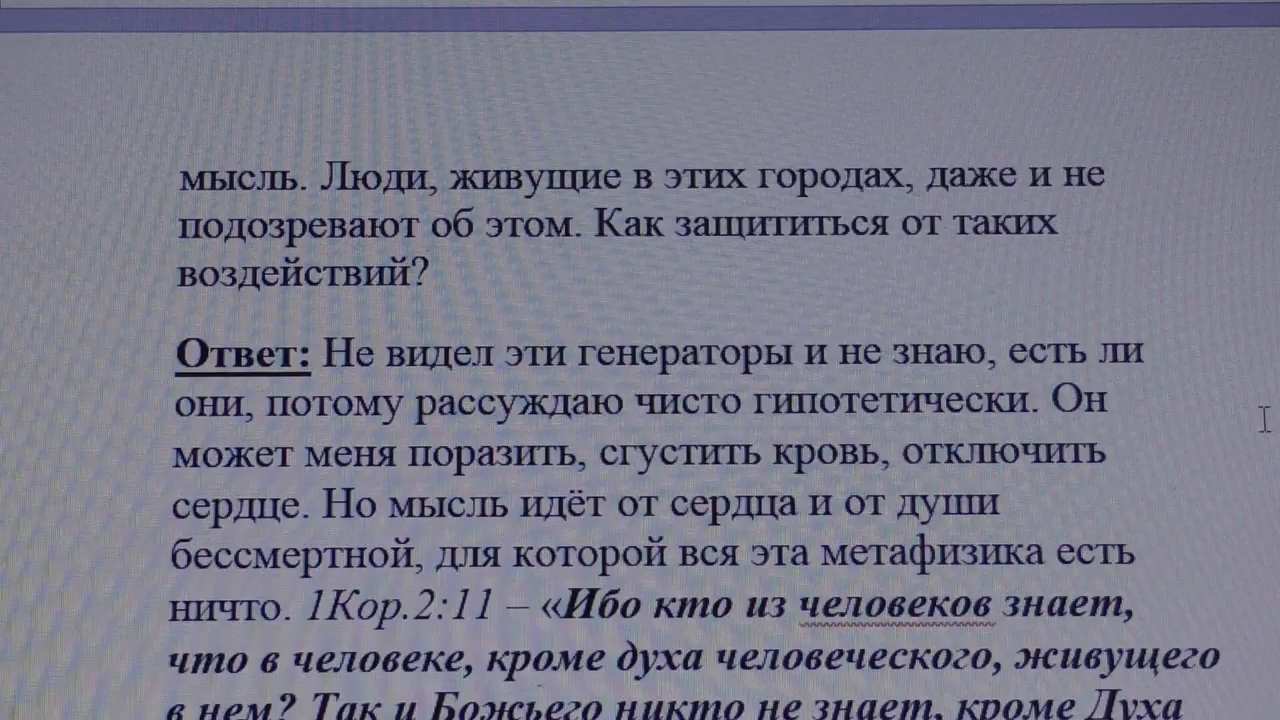 мысль. Люди, живущие в этих городах, даже и не
подозревают об этом. Как защититься от таких
воздействий?
Ответ: Не видел эти генераторы и не знаю, есть ли
они, потому рассуждаю чисто гипотетически. Он
может меня поразить, сгустить кровь, отключить
сердце. Но мысль идёт от сердца и от души
бессмертной, для которой вся эта метафизика есть
ничто. 1Кор.2:11 – «Ибо кто из человеков знает,
что в человеке, кроме духа человеческого, живущего
в нем? Так и Божьего никто не знает, кроме Духа